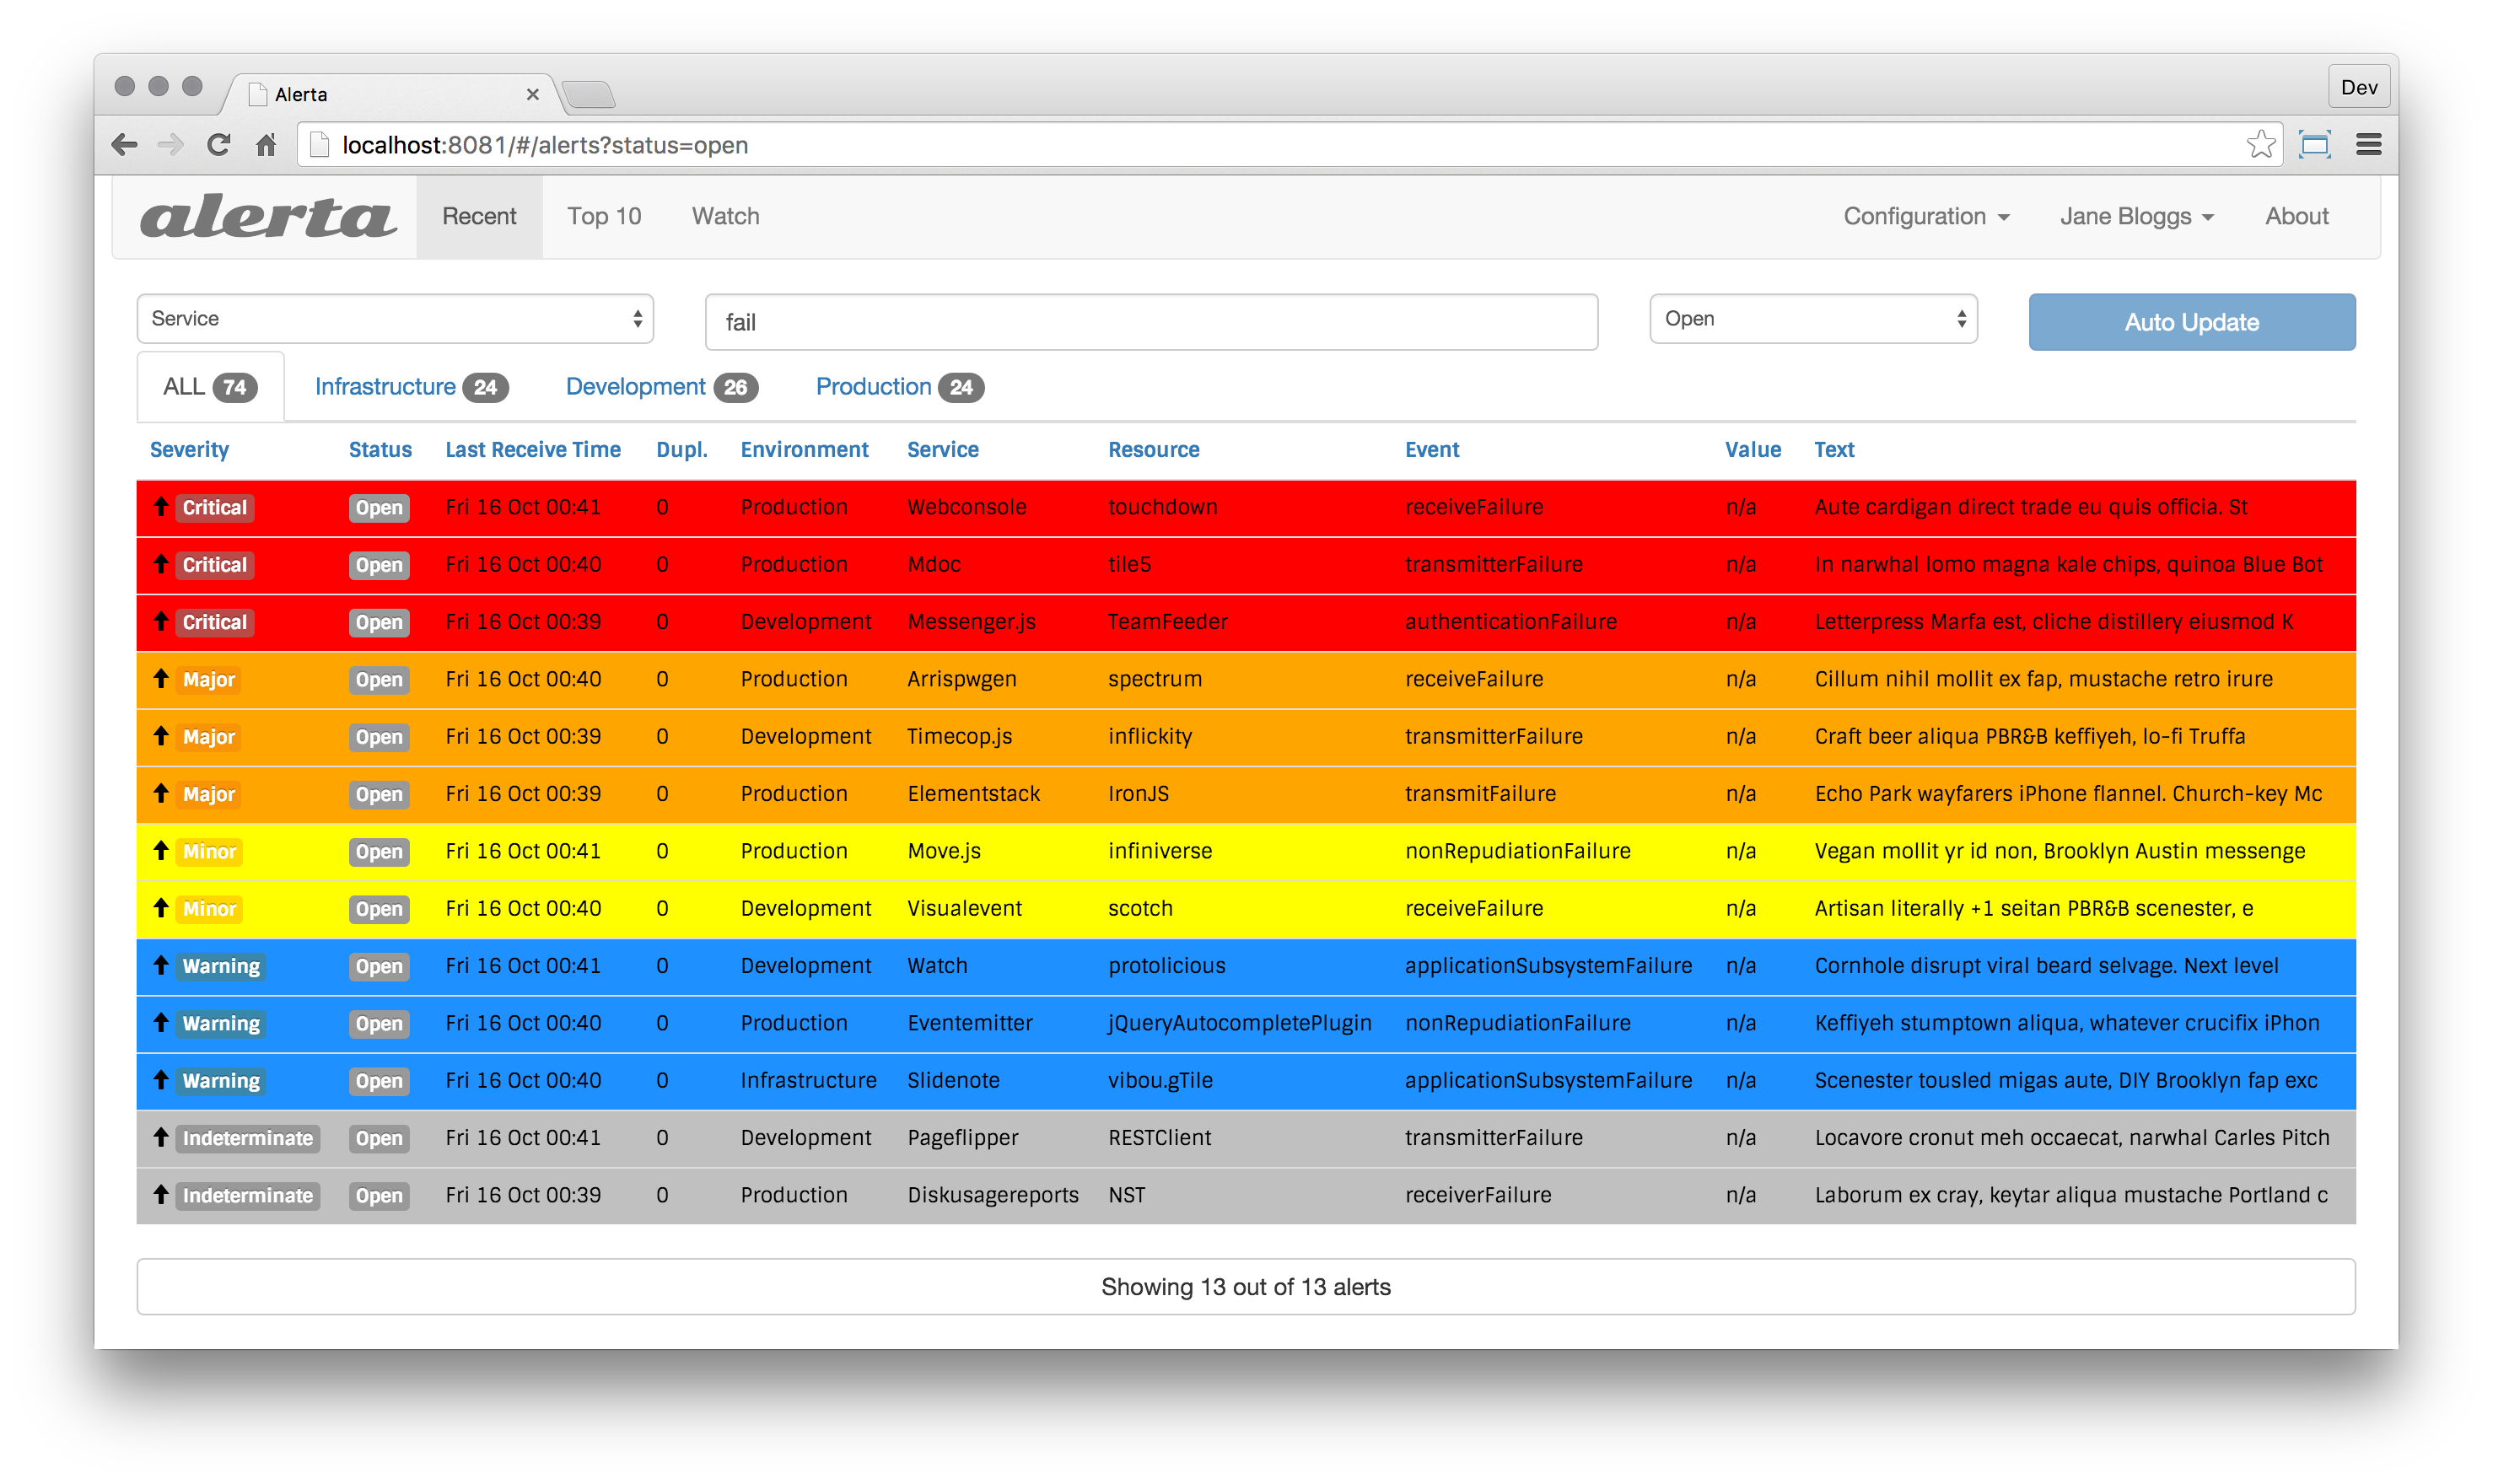 Alerta
Dev
localhost:8081/#/alerts?status=open
alerta Recent Top 10 Watch Configuration Jane Bloggs About
Service fail Open Auto Update
ALL 74 Infrastructure 24 Development 26 Production 24
Severity Status Last Receive Time Dupl. Environment Service Resource Event Value Text
Critical Open Fri 16 Oct 00:41 0 Production Webconsole touchdown receiveFailure n/a Aute cardigan direct trade eu quis officia. St
Critical Open Fri 16 Oct 00:40 0 Production Mdoc tile5 transmitterFailure n/a In narwhal lomo magna kale chips, quinoa Blue Bot
Critical Open Fri 16 Oct 00:39 0 Development Messenger.js TeamFeeder authenticationFailure n/a Letterpress Marfa est, cliche distillery eiusmod K
Major Open Fri 16 Oct 00:40 0 Production Arrispwgen spectrum receiveFailure n/a Cillum nihil mollit ex fap, mustache retro irure
Major Open Fri 16 Oct 00:39 0 Development Timecop.js inflickity transmitterFailure n/a Craft beer aliqua PBR&B keffiyeh, lo-fi Truffa
Major Open Fri 16 Oct 00:39 0 Production Elementstack IronJS transmitFailure n/a Echo Park wayfarers iPhone flannel. Church-key Mc
Minor Open Fri 16 Oct 00:41 0 Production Move.js infiniverse nonRepudiationFailure n/a Vegan mollit yr id non, Brooklyn Austin messenge
Minor Open Fri 16 Oct 00:40 0 Development Visualevent scotch receiveFailure n/a Artisan literally +1 seitan PBR&B scenester, e
Warning Open Fri 16 Oct 00:41 0 Development Watch protolicious applicationSubsystemFailure n/a Cornhole disrupt viral beard selvage. Next level
Warning Open Fri 16 Oct 00:40 0 Production Eventemitter jQueryAutocompletePlugin nonRepudiationFailure n/a Keffiyeh stumptown aliqua, whatever crucifix iPhon
Warning Open Fri 16 Oct 00:40 0 Infrastructure Slidenote vibou.gTile applicationSubsystemFailure n/a Scenester tousled migas aute, DIY Brooklyn fap exc
Indeterminate Open Fri 16 Oct 00:41 0 Development Pageflipper RESTClient transmitterFailure n/a Locavore cronut meh occaecat, narwhal Carles Pitch
Indeterminate Open Fri 16 Oct 00:39 0 Production Diskusagereports NST receiverFailure n/a Laborum ex cray, keytar aliqua mustache Portland c
Showing 13 out of 13 alerts